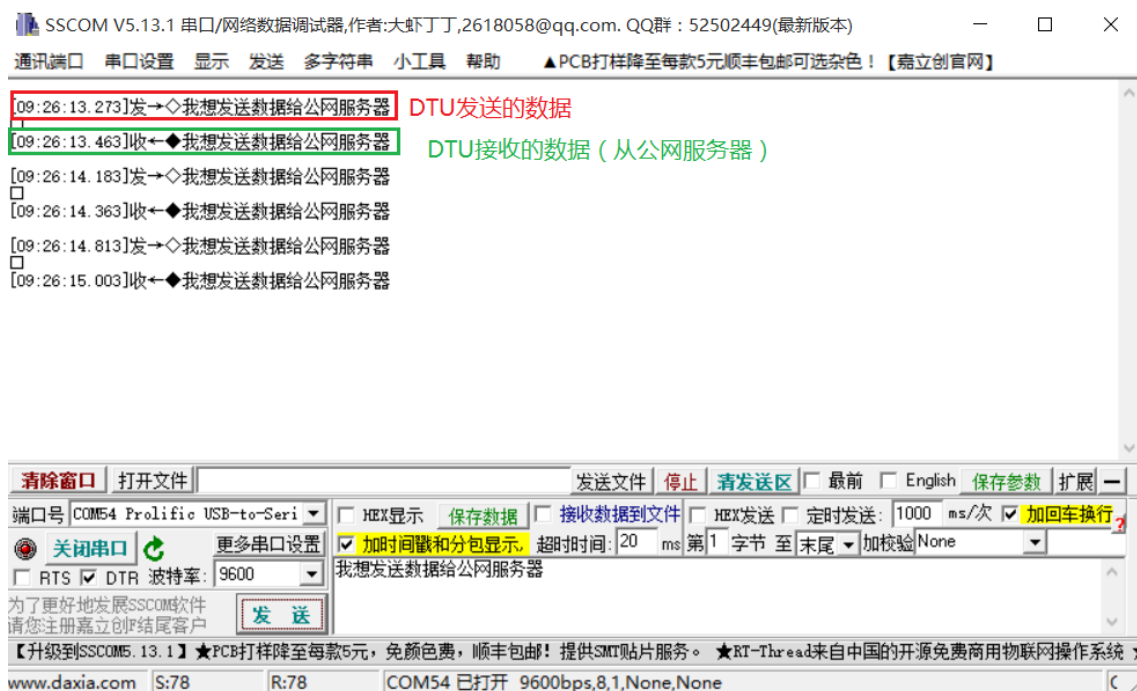 SSCOM V5.13.1 串口/网络数据调试器,作者:大虾丁丁,2618058@qq.com. QQ群：52502449(最新版本)
通讯端口 串口设置 显示 发送 多字符串 小工具 帮助 ▲PCB打样降至每款5元顺丰包邮可选杂色！【嘉立创官网】
[09:26:13.273]发→◇我想发送数据给公网服务器 DTU发送的数据
□
[09:26:13.463]收←◆我想发送数据给公网服务器 DTU接收的数据（从公网服务器）
[09:26:14.183]发→◇我想发送数据给公网服务器
□
[09:26:14.363]收←◆我想发送数据给公网服务器
[09:26:14.813]发→◇我想发送数据给公网服务器
□
[09:26:15.003]收←◆我想发送数据给公网服务器
清除窗口 打开文件 发送文件 停止 清发送区 最前 English 保存参数 扩展 —
端口号 COM54 Prolific USB-to-Seri HEX显示 保存数据 接收数据到文件 HEX发送 定时发送: 1000 ms/次 加回车换行 ?
关闭串口 更多串口设置 加时间戳和分包显示, 超时时间: 20 ms 第 1 字节 至 末尾 加校验 None
RTS DTR 波特率: 9600 我想发送数据给公网服务器
为了更好地发展SSCOM软件
请您注册嘉立创F结尾客户 发 送
【升级到SSCOM5.13.1】★PCB打样降至每款5元，免颜色费，顺丰包邮！提供SMT贴片服务。 ★RT-Thread来自中国的开源免费商用物联网操作系统
www.daxia.com S:78 R:78 COM54 已打开 9600bps,8,1,None,None